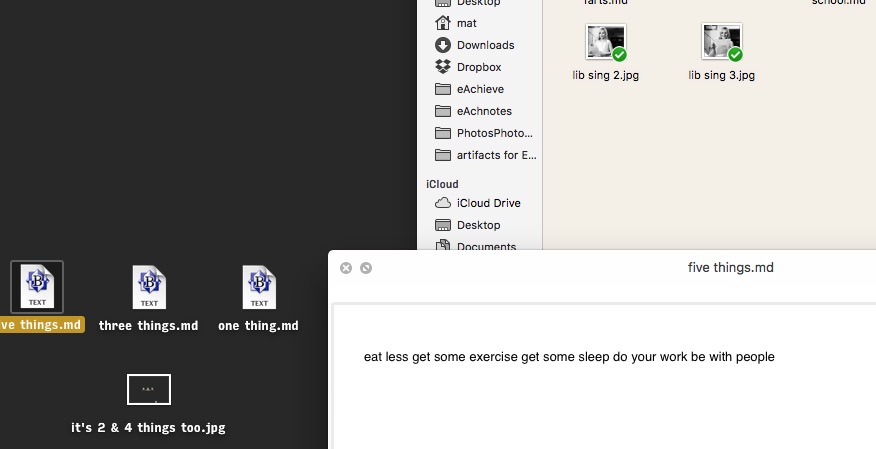 Desktop
mat
Downloads
Dropbox
eAchieve
eAchnotes
PhotosPhoto...
artifacts for E...
iCloud
iCloud Drive
Desktop
Documents
farts.md
school.md
lib sing 2.jpg
lib sing 3.jpg
B
TEXT
ve things.md
B
TEXT
three things.md
B
TEXT
one thing.md
it's 2 & 4 things too.jpg
five things.md
eat less get some exercise get some sleep do your work be with people